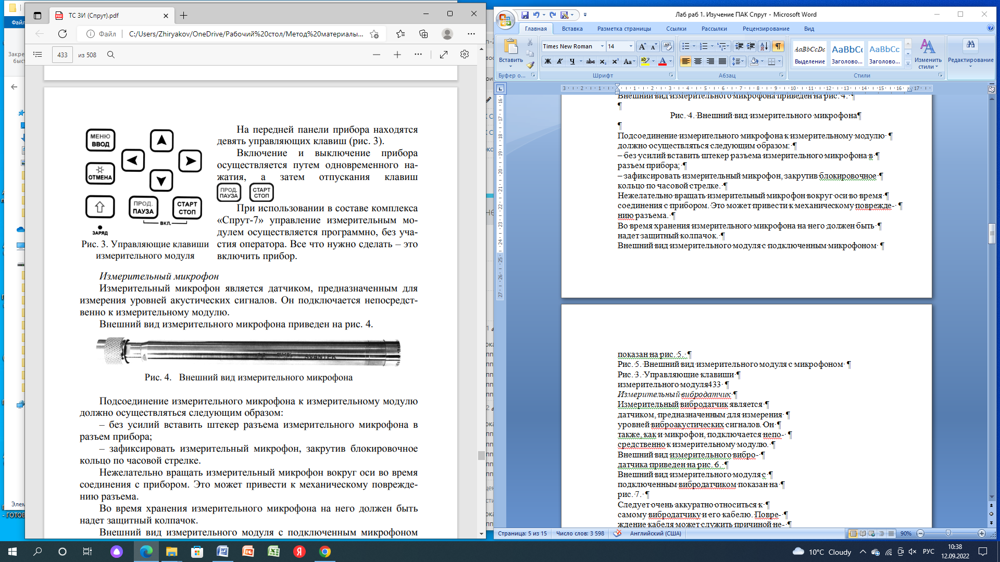 Файл
ТС ЗИ (Спрут).pdf
Файл
C:/Users/Zhiryakov/OneDrive/Рабочий%20стол/Метод%20материалы...
433
из 508
МЕНЮ
ВВОД
ОТМЕНА
ПРОД.
ПАУЗА
СТАРТ
СТОП
ВКЛ.
ЗАРЯД
Рис. 3. Управляющие клавиши
измерительного модуля
На передней панели прибора находятся
девять управляющих клавиш (рис. 3).
Включение и выключение прибора
осуществляется путем одновременного на-
жатия, а затем отпускания клавиш
ПРОД.
ПАУЗА
СТАРТ
СТОП
При использовании в составе комплекса
«Спрут-7» управление измерительным мо-
дулем осуществляется программно, без уча-
стия оператора. Все что нужно сделать – это
включить прибор.
Измерительный микрофон
Измерительный микрофон является датчиком, предназначенным для
измерения уровней акустических сигналов. Он подключается непосредст-
венно к измерительному модулю.
Внешний вид измерительного микрофона приведен на рис. 4.
SVANTEK
Рис. 4. Внешний вид измерительного микрофона
Подсоединение измерительного микрофона к измерительному модулю
должно осуществляться следующим образом:
– без усилий вставить штекер разъема измерительного микрофона в
разъем прибора;
– зафиксировать измерительный микрофон, закрутив блокировочное
кольцо по часовой стрелке.
Нежелательно вращать измерительный микрофон вокруг оси во время
соединения с прибором. Это может привести к механическому поврежде-
нию разъема.
Во время хранения измерительного микрофона на него должен быть
надет защитный колпачок.
Внешний вид измерительного модуля с подключенным микрофоном
Лаб раб 1. Изучение ПАК Спрут - Microsoft Word
Главная Вставка Разметка страницы Ссылки Рассылки Рецензирование Вид
Вставить
Буфер о...
Times New Roman 14
Шрифт
Абзац
AaBbCcDc AaBbCc AaBbCc
Выделение Заголово... Заголово...
Изменить
стили
Стили
Редактирование
Внешний вид измерительного микрофона приведен на рис. 4. ¶
¶
Рис. 4. Внешний вид измерительного микрофона¶
¶
Подсоединение измерительного микрофона к измерительному модулю ¶
должно осуществляться следующим образом: ¶
– без усилий вставить штекер разъема измерительного микрофона в ¶
разъем прибора; ¶
– зафиксировать измерительный микрофон, закрутив блокировочное ¶
кольцо по часовой стрелке. ¶
Нежелательно вращать измерительный микрофон вокруг оси во время ¶
соединения с прибором. Это может привести к механическому поврежде- ¶
нию разъема. ¶
Во время хранения измерительного микрофона на него должен быть ¶
надет защитный колпачок. ¶
Внешний вид измерительного модуля с подключенным микрофоном ¶
показан на рис. 5. ¶
Рис. 5. Внешний вид измерительного модуля с микрофоном ¶
Рис. 3. Управляющие клавиши ¶
измерительного модуля433 ¶
Измерительный вибродатчик ¶
Измерительный вибродатчик является ¶
датчиком, предназначенным для измерения ¶
уровней виброакустических сигналов. Он ¶
также, как и микрофон, подключается непо- ¶
средственно к измерительному модулю. ¶
Внешний вид измерительного вибро- ¶
датчика приведен на рис. 6. ¶
Внешний вид измерительного модуля с ¶
подключенным вибродатчиком показан на ¶
рис. 7. ¶
Следует очень аккуратно относиться к ¶
самому вибродатчику и его кабелю. Повре- ¶
ждение кабеля может служить причиной не- ¶
Страница: 5 из 15 Число слов: 3 598 Английский (США) 90%
10°C Cloudy
РУС
10:38
12.09.2022